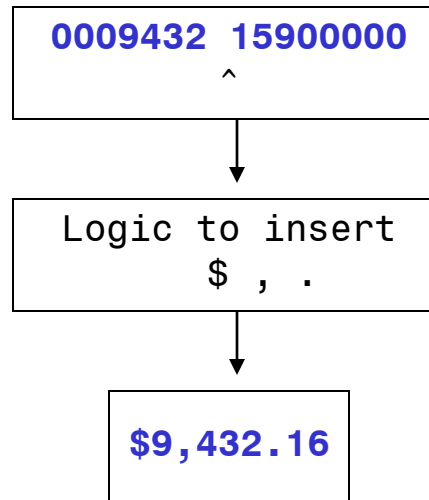 0009432 15900000
^
Logic to insert
$ , .
$9,432.16